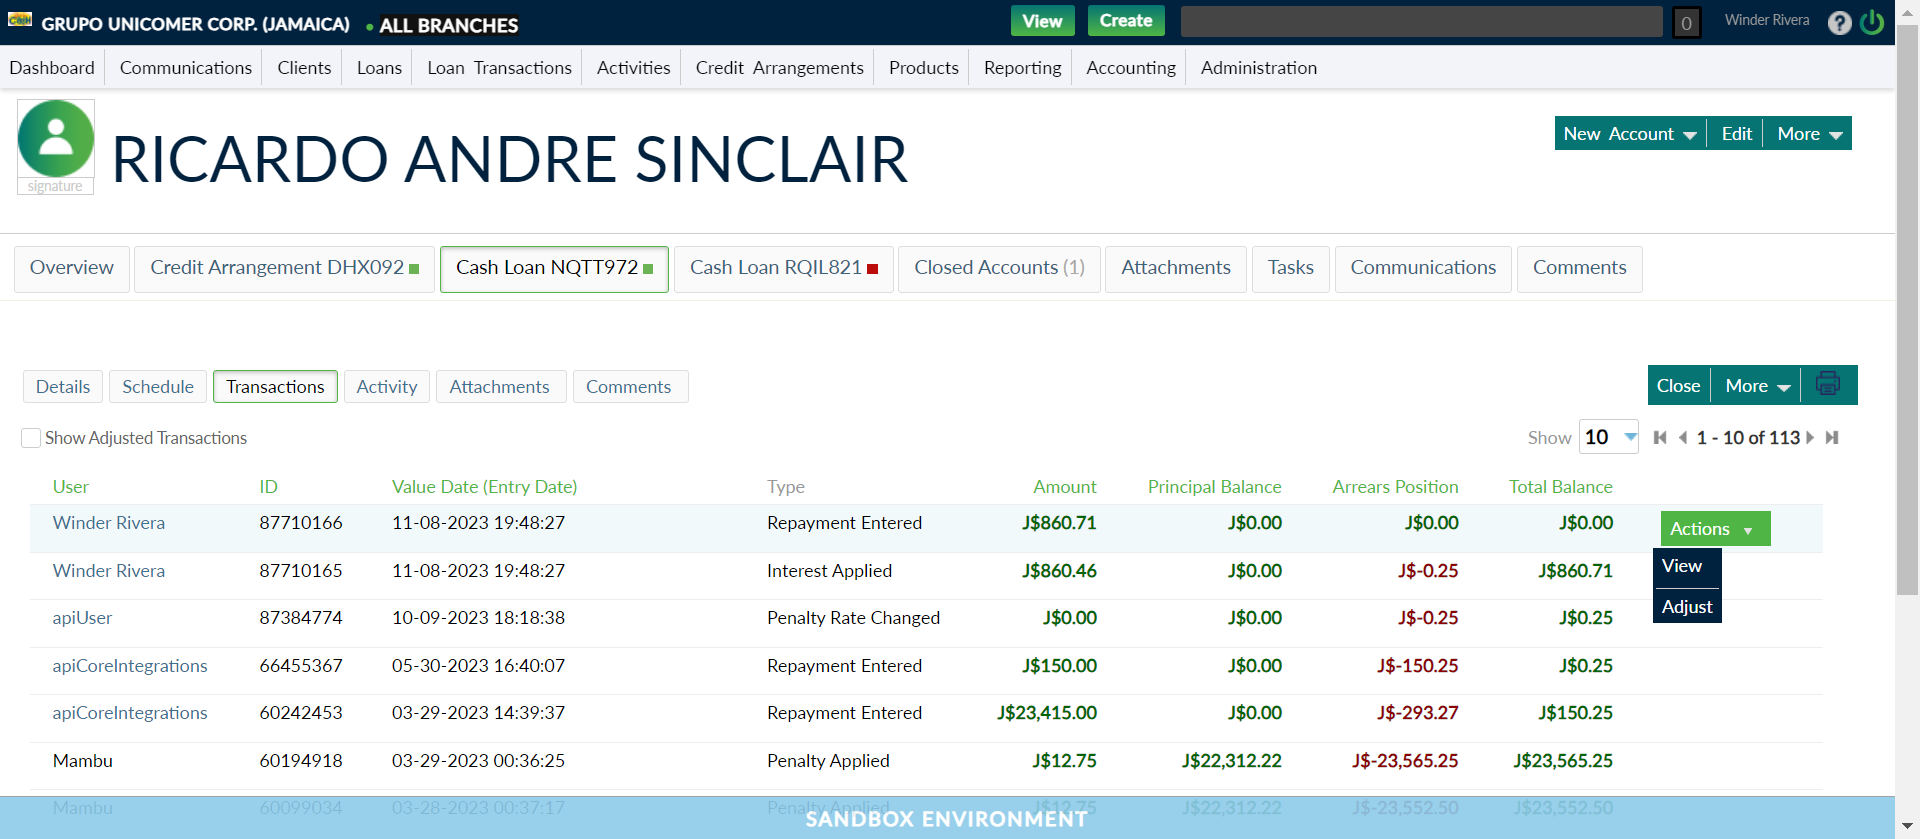 Cash GRUPO UNICOMER CORP. (JAMAICA) • ALL BRANCHES View Create 0 Winder Rivera ?
Dashboard Communications Clients Loans Loan Transactions Activities Credit Arrangements Products Reporting Accounting Administration
RICARDO ANDRE SINCLAIR
signature
New Account Edit More
Overview Credit Arrangement DHX092 Cash Loan NQTT972 Cash Loan RQIL821 Closed Accounts (1) Attachments Tasks Communications Comments
Details Schedule Transactions Activity Attachments Comments Close More
Show Adjusted Transactions Show 10 1 - 10 of 113
User ID Value Date (Entry Date) Type Amount Principal Balance Arrears Position Total Balance
Winder Rivera 87710166 11-08-2023 19:48:27 Repayment Entered J$860.71 J$0.00 J$0.00 J$0.00 Actions
View
Winder Rivera 87710165 11-08-2023 19:48:27 Interest Applied J$860.46 J$0.00 J$-0.25 J$860.71
Adjust
apiUser 87384774 10-09-2023 18:18:38 Penalty Rate Changed J$0.00 J$0.00 J$-0.25 J$0.25
apiCoreIntegrations 66455367 05-30-2023 16:40:07 Repayment Entered J$150.00 J$0.00 J$-150.25 J$0.25
apiCoreIntegrations 60242453 03-29-2023 14:39:37 Repayment Entered J$23,415.00 J$0.00 J$-293.27 J$150.25
Mambu 60194918 03-29-2023 00:36:25 Penalty Applied J$12.75 J$22,312.22 J$-23,565.25 J$23,565.25
Mambu 60099034 03-28-2023 00:37:17 Penalty Applied J$12.75 J$22,312.22 J$-23,552.50 J$23,552.50
SANDBOX ENVIRONMENT